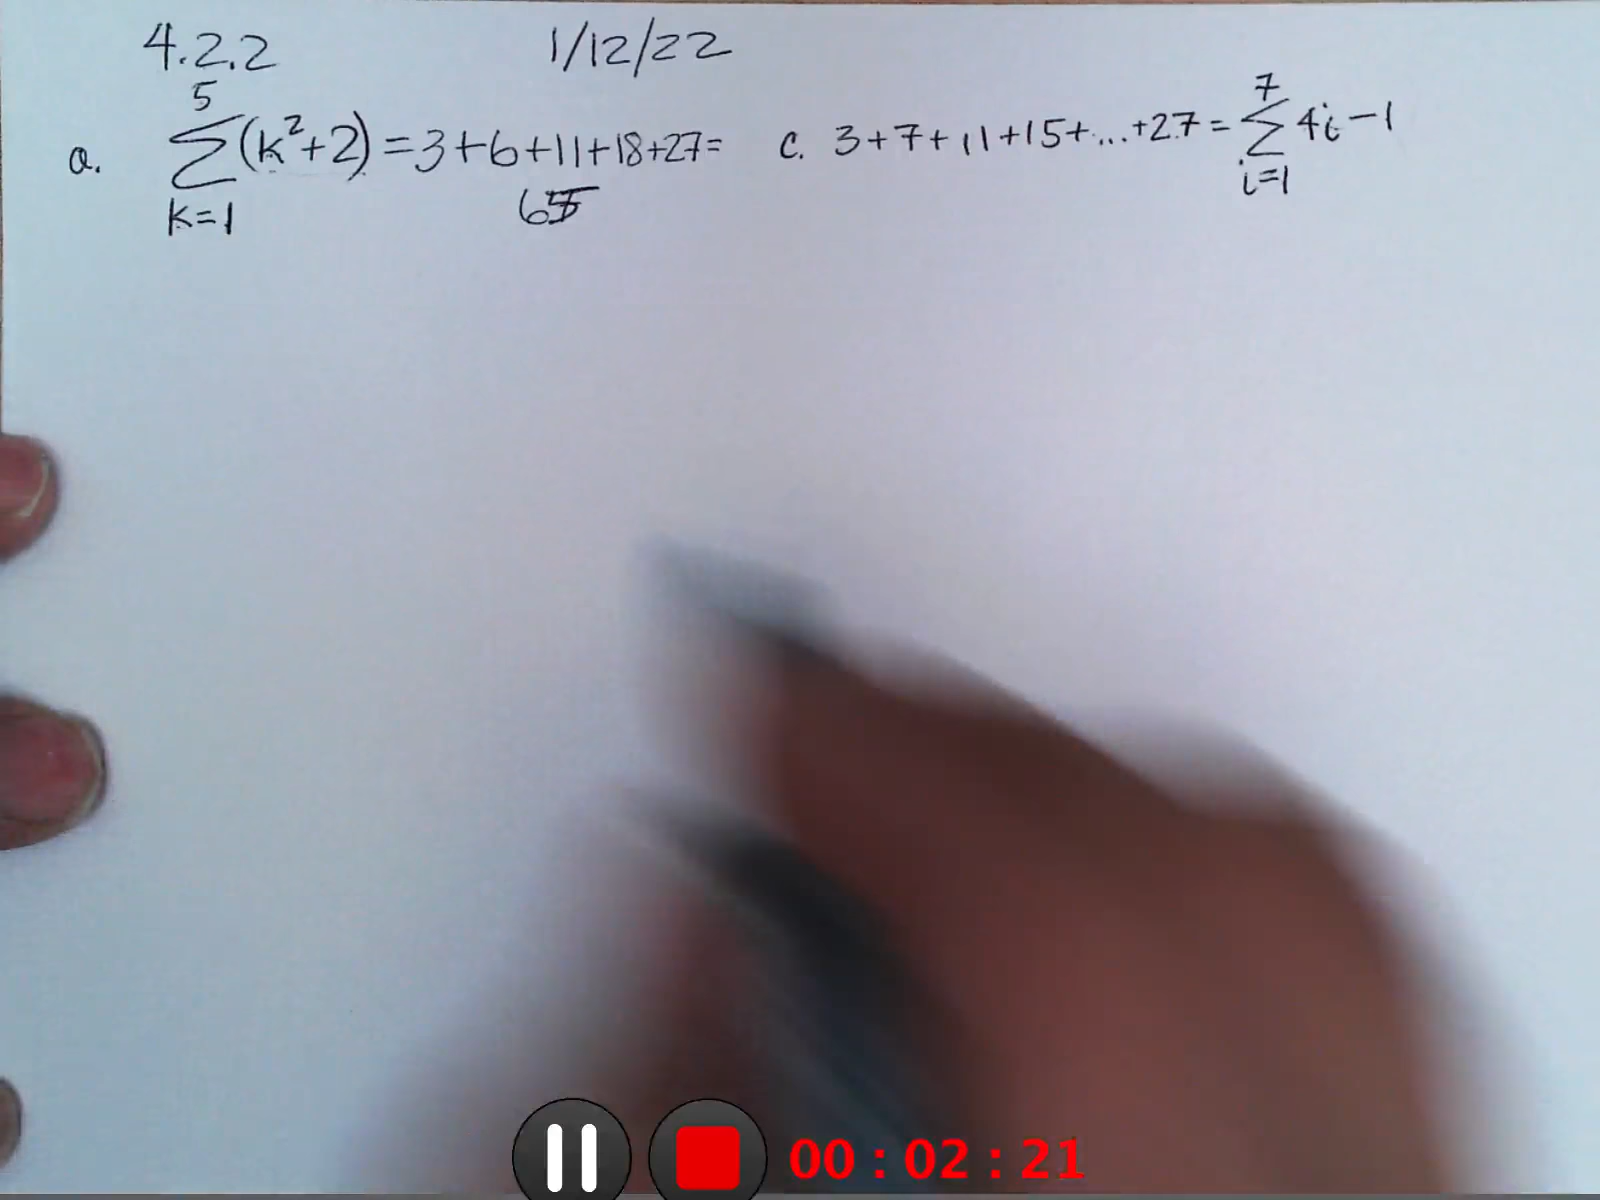 4.2.2 1/12/22
a. 5 ∑ k=1 (k²+2) = 3+6+11+18+27=
65
c. 3+7+11+15+...+27 = 7 ∑ i=1 4i-1
00:02:21